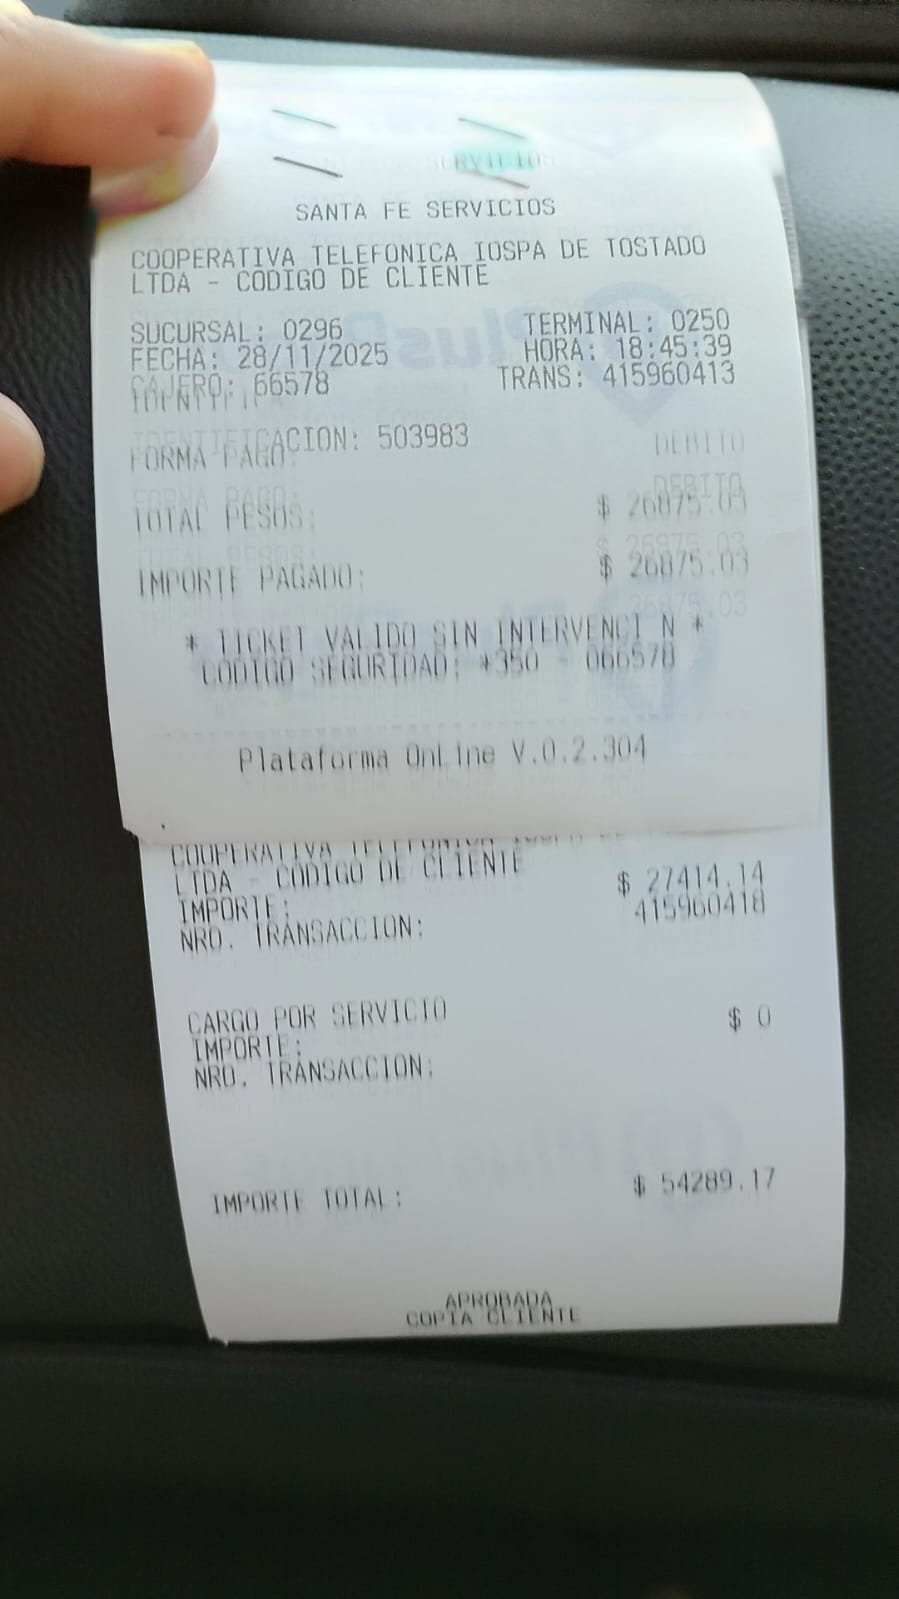 SERVICIOS
SANTA FE SERVICIOS
COOPERATIVA TELEFONICA IOSPA DE TOSTADO
LTDA - CODIGO DE CLIENTE
SUCURSAL: 0296 TERMINAL: 0250
FECHA: 28/11/2025 HORA: 18:45:39
CAJERO: 66578 TRANS: 415960413
IDENTIFICACION: 503983
FORMA PAGO: DEBITO
TOTAL PESOS: $ 26875.03
IMPORTE PAGADO: $ 26875.03
* TICKET VALIDO SIN INTERVENCI N *
CODIGO SEGURIDAD: *350 - 066578
Plataforma OnLine V.0.2.304
COOPERATIVA TELEFONICA IOSPA DE
LTDA - CODIGO DE CLIENTE
IMPORTE: $ 27414.14
NRO. TRANSACCION: 415960418
CARGO POR SERVICIO
IMPORTE: $ 0
NRO. TRANSACCION:
IMPORTE TOTAL: $ 54289.17
APROBADA
COPIA CLIENTE